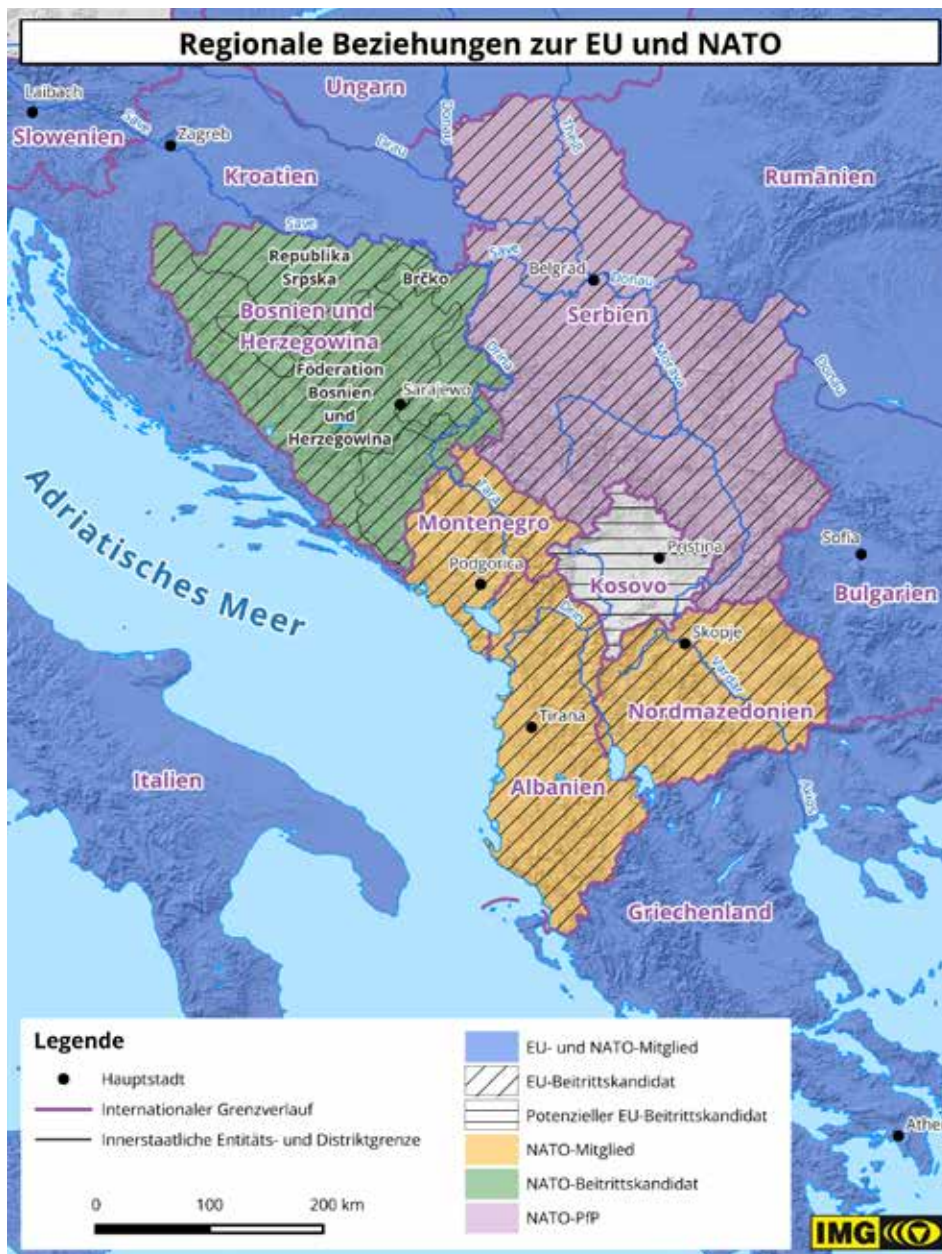 Regionale Beziehungen zur EU und NATO
Laibach
Ungarn
Slowenien
Save
Zagreb
Donau
Drau
Theiß
Kroatien
Rumänien
Save
Republika
Srpska
Brčko
Save
Belgrad
Donau
Bosnien und
Herzegowina
Serbien
Drina
Morava
Donau
Föderation
Bosnien
und
Herzegowina
Sarajewo
Adriatisches Meer
Tara
Montenegro
Podgorica
Pristina
Kosovo
Sofia
Bulgarien
Drin
Skopje
Vardar
Nordmazedonien
Tirana
Italien
Albanien
Axios
Griechenland
Legende
Hauptstadt
Internationaler Grenzverlauf
Innerstaatliche Entitäts- und Distriktgrenze
0 100 200 km
EU- und NATO-Mitglied
EU-Beitrittskandidat
Potenzieller EU-Beitrittskandidat
NATO-Mitglied
NATO-Beitrittskandidat
NATO-PfP
Athe
IMG